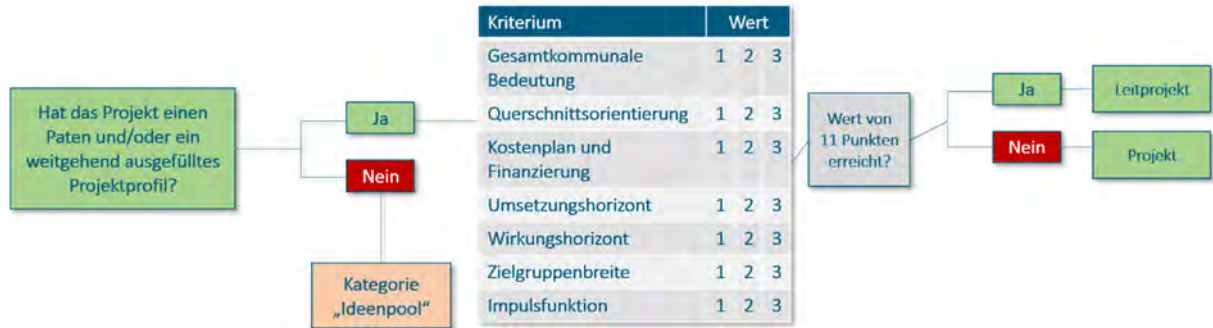 Hat das Projekt einen
Paten und/oder ein
weitgehend ausgefülltes
Projektprofil?
Ja
Nein
Kategorie
„Ideenpool“
Kriterium Wert
Gesamtkommunale 1 2 3
Bedeutung
Querschnittsorientierung 1 2 3
Kostenplan und 1 2 3
Finanzierung
Umsetzungshorizont 1 2 3
Wirkungshorizont 1 2 3
Zielgruppenbreite 1 2 3
Impulsfunktion 1 2 3
Wert von
11 Punkten
erreicht?
Ja
Leitprojekt
Nein
Projekt